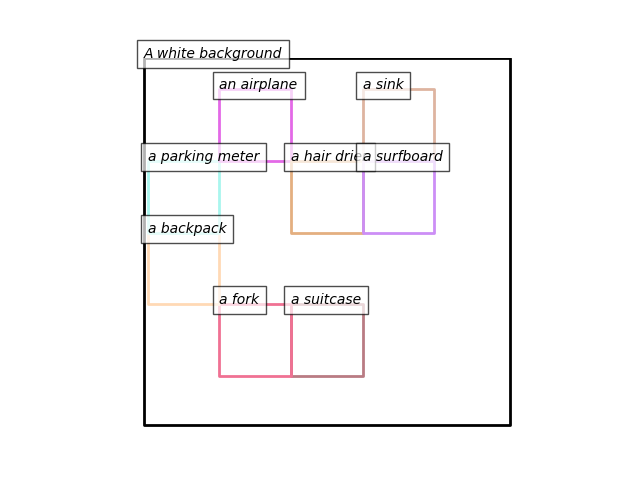 A white background
an airplane
a sink
a parking meter
a hair drie
a surfboard
a backpack
a fork
a suitcase